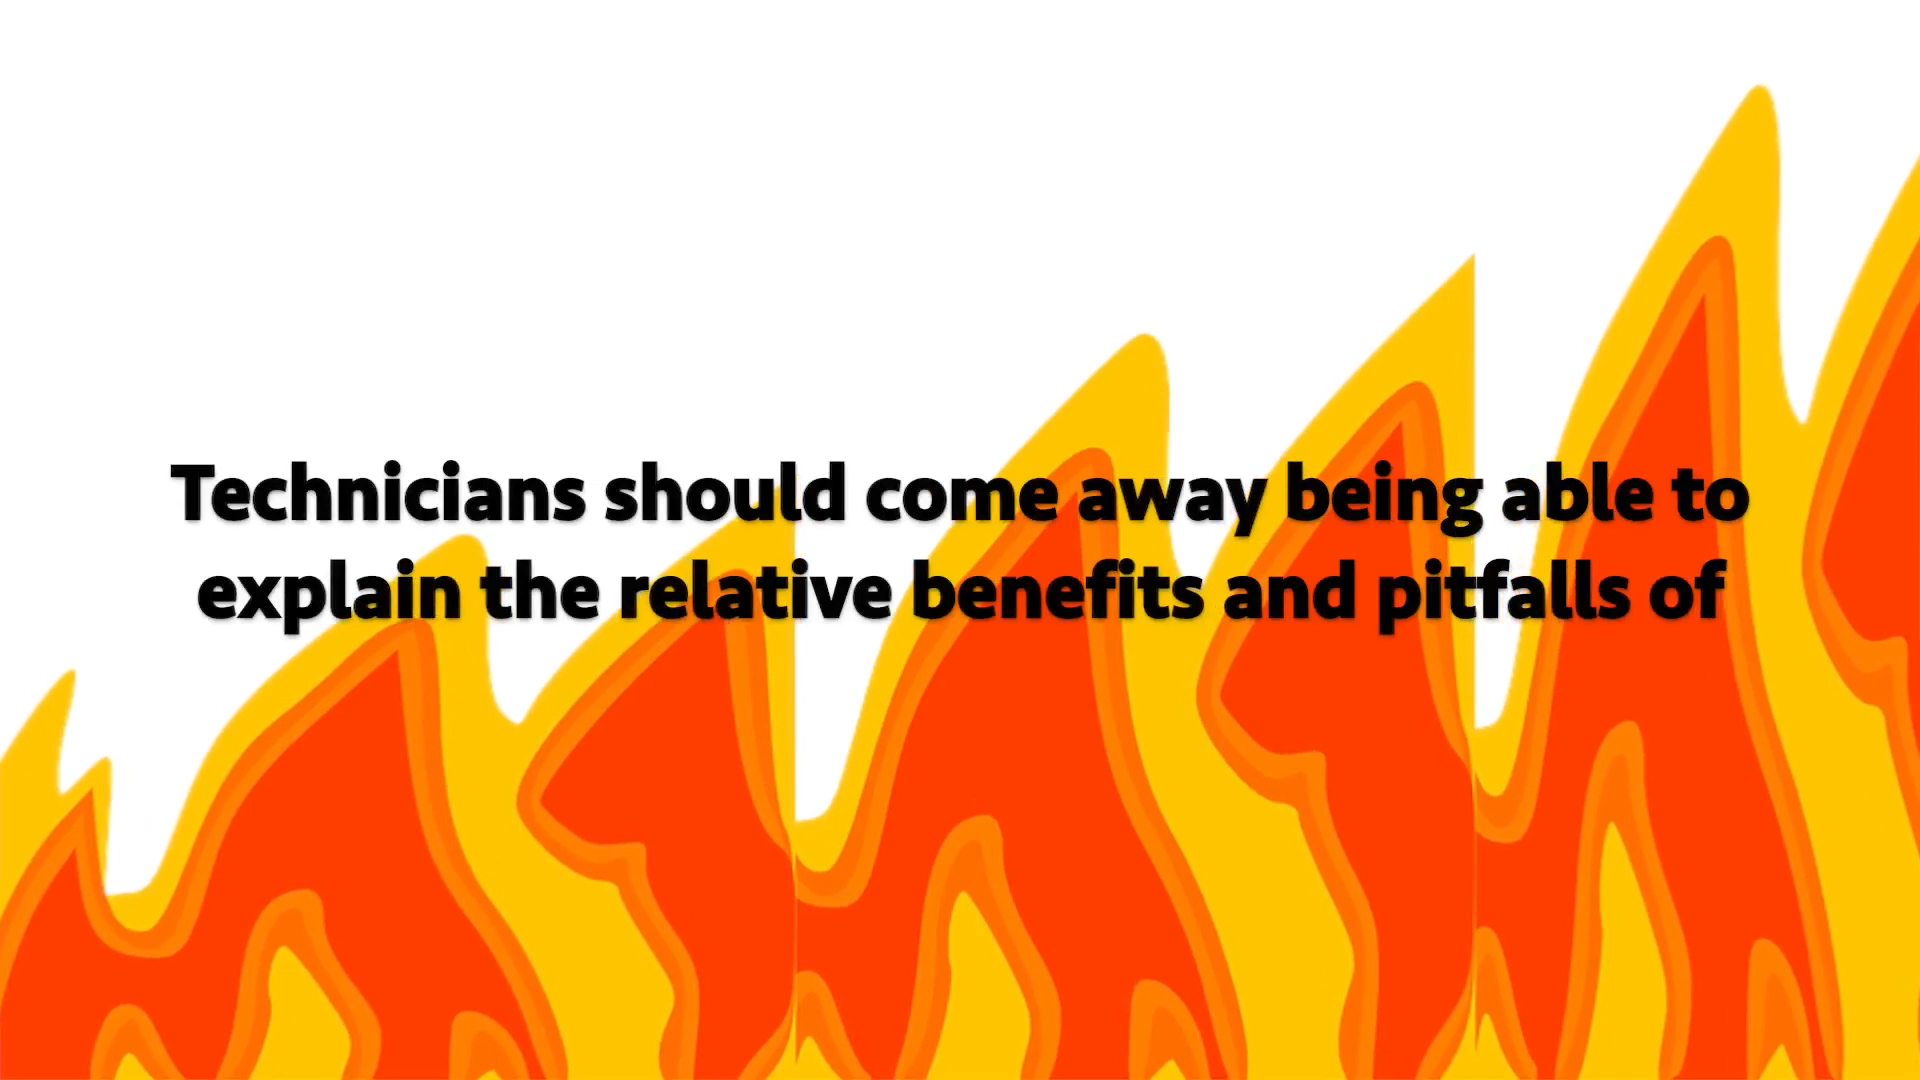 Technicians should come away being able to
explain the relative benefits and pitfalls of